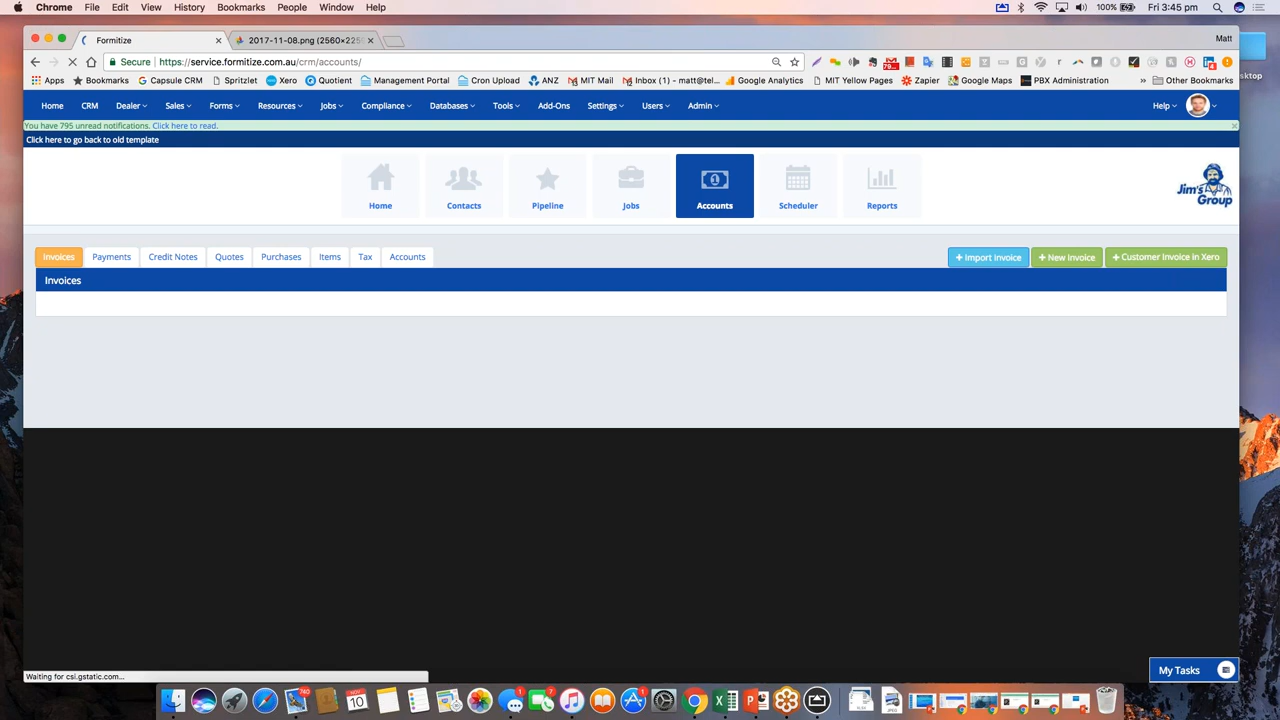 Chrome File Edit View History Bookmarks People Window Help 100% Fri 3:45 pm
Formitize 2017-11-08.png (2560×225 Matt
Secure https://service.formitize.com.au/crm/accounts/
Apps Bookmarks Capsule CRM Spritzlet Xero Quotient Management Portal Cron Upload ANZ MIT Mail Inbox (1) - matt@tel... Google Analytics MIT Yellow Pages Zapier Google Maps PBX Administration » Other Bookmarks
Home CRM Dealer Sales Forms Resources Jobs Compliance Databases Tools Add-Ons Settings Users Admin Help
You have 795 unread notifications. Click here to read.
Click here to go back to old template
Home Contacts Pipeline Jobs Accounts Scheduler Reports
Jim's Group
Invoices Payments Credit Notes Quotes Purchases Items Tax Accounts + Import Invoice + New Invoice + Customer Invoice in Xero
Invoices
My Tasks
Waiting for csi.gstatic.com...